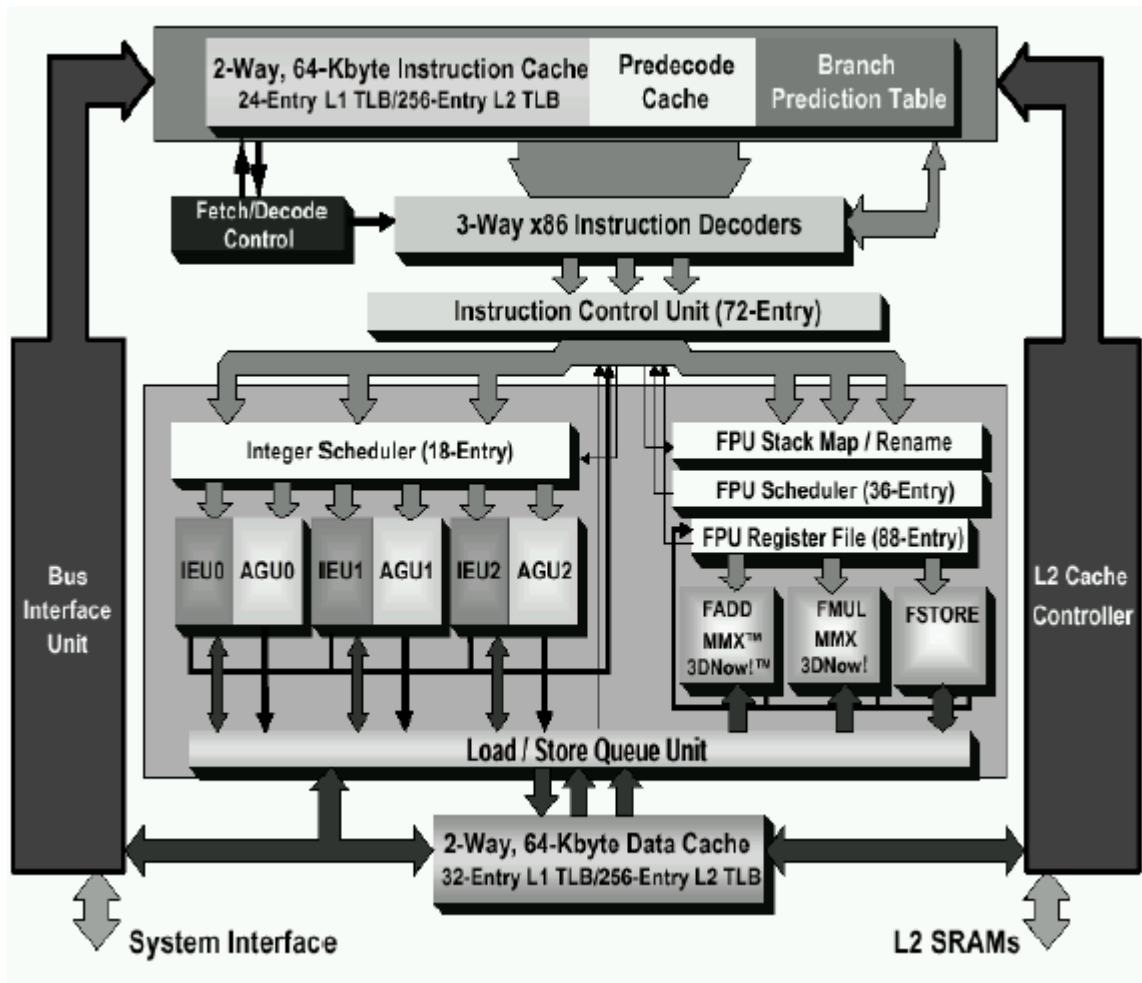 2-Way, 64-Kbyte Instruction Cache
24-Entry L1 TLB/256-Entry L2 TLB
Predecode
Cache
Branch
Prediction Table
Fetch/Decode
Control
3-Way x86 Instruction Decoders
Instruction Control Unit (72-Entry)
Integer Scheduler (18-Entry)
FPU Stack Map / Rename
FPU Scheduler (36-Entry)
FPU Register File (88-Entry)
IEU0
AGU0
IEU1
AGU1
IEU2
AGU2
FADD
MMX™
3DNow!™
FMUL
MMX
3DNow!
FSTORE
Bus
Interface
Unit
L2 Cache
Controller
Load / Store Queue Unit
2-Way, 64-Kbyte Data Cache
32-Entry L1 TLB/256-Entry L2 TLB
System Interface
L2 SRAMs